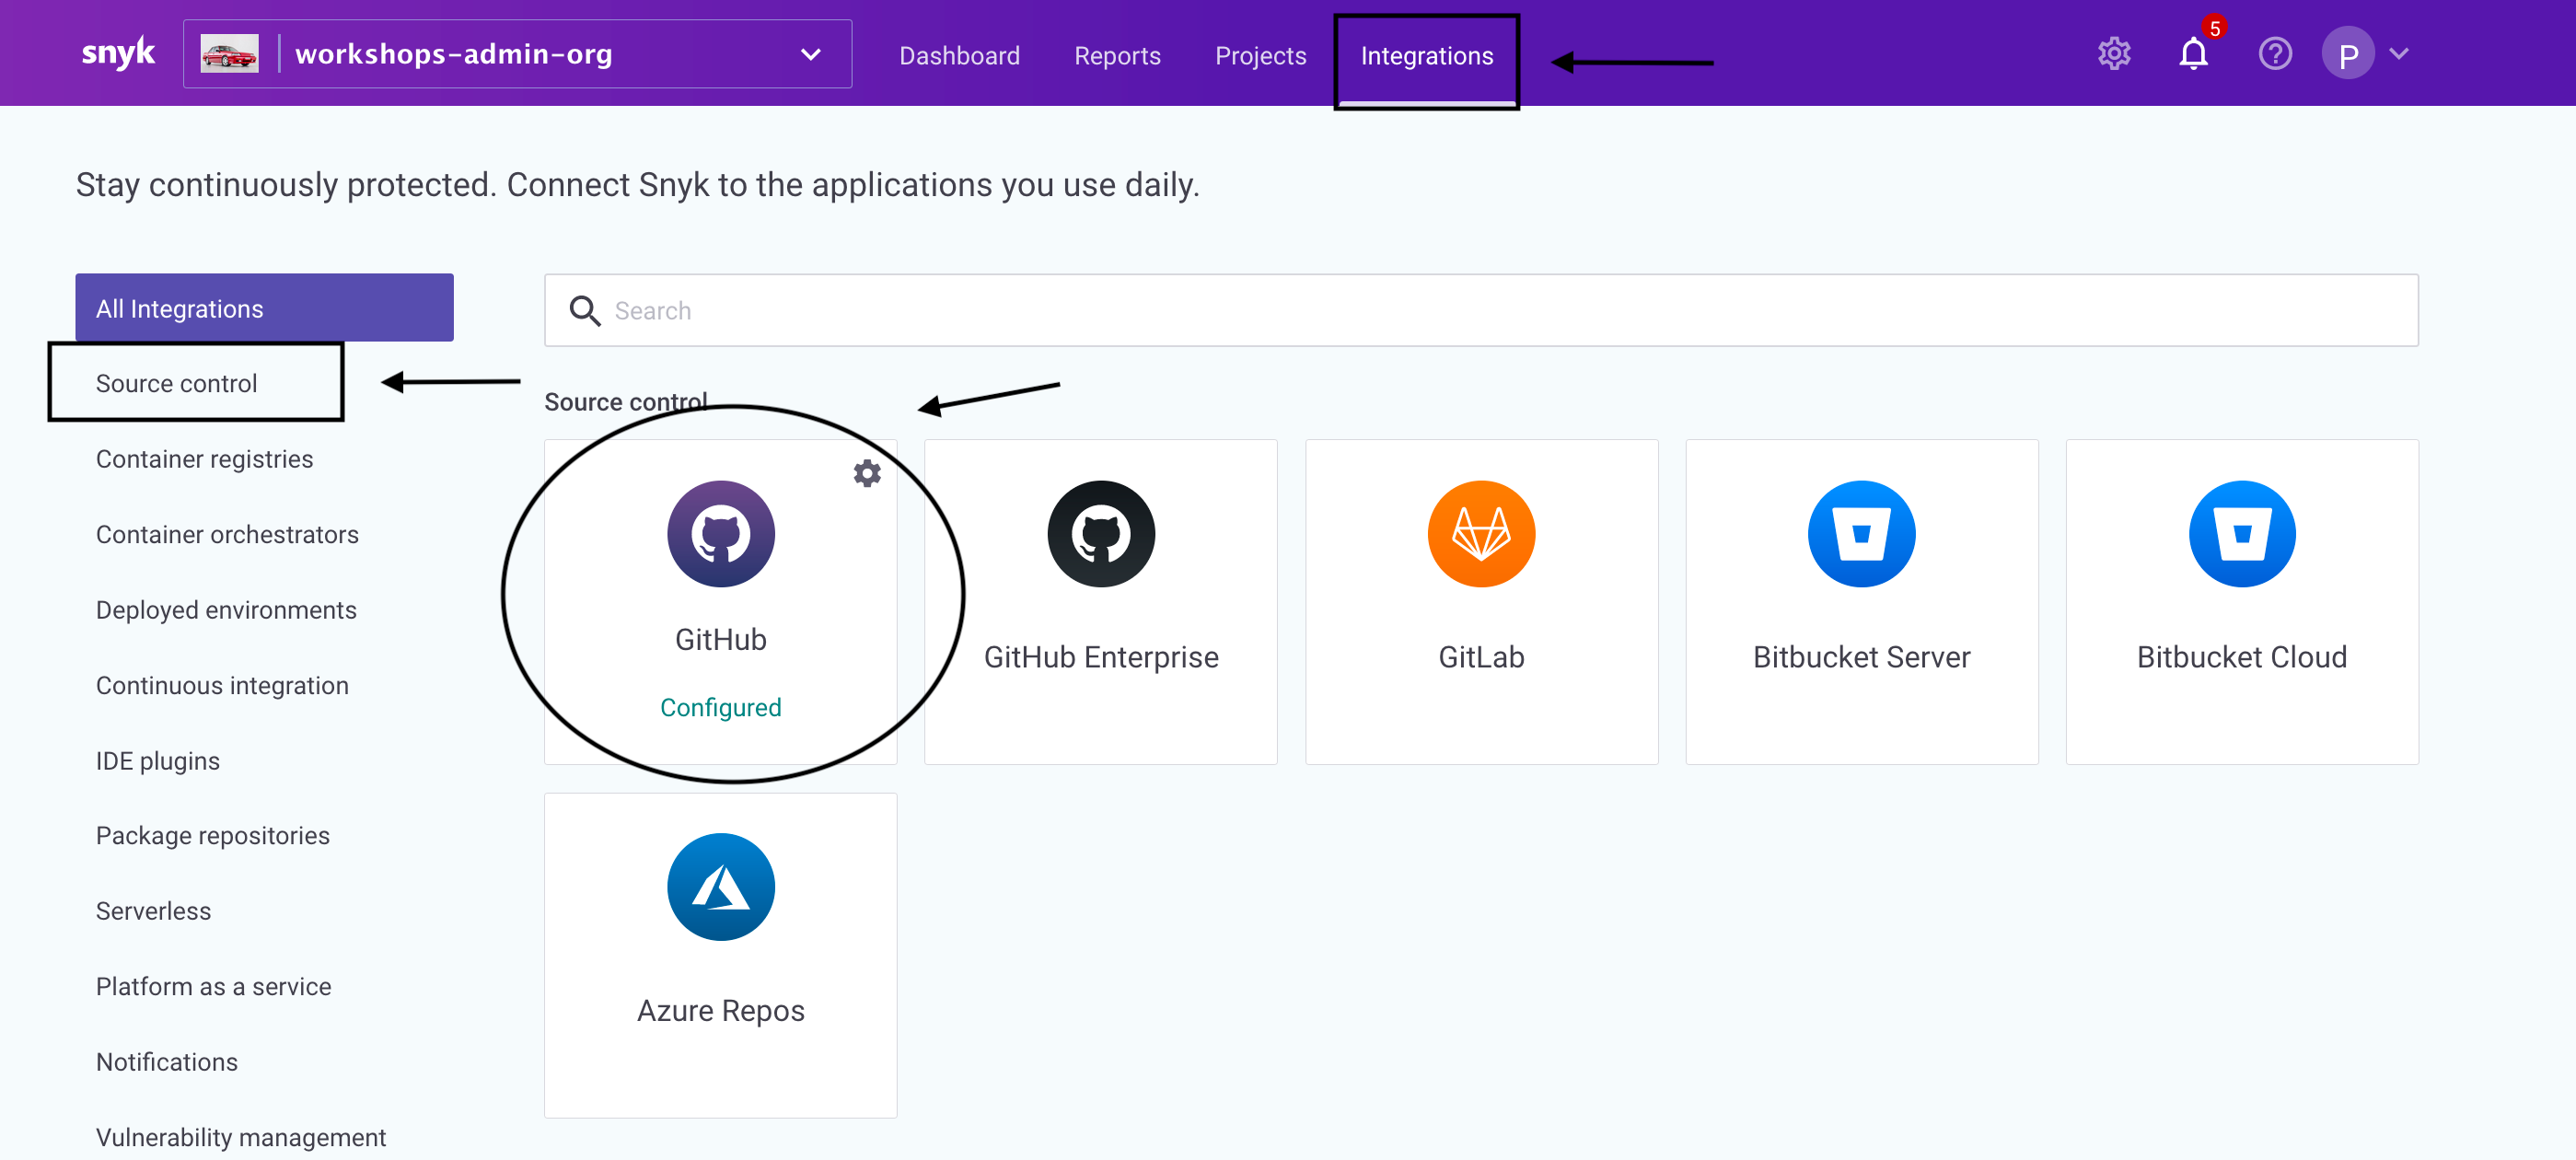 snyk
workshops-admin-org
Dashboard
Reports
Projects
Integrations
5
P
Stay continuously protected. Connect Snyk to the applications you use daily.
All Integrations
Source control
Container registries
Container orchestrators
Deployed environments
Continuous integration
IDE plugins
Package repositories
Serverless
Platform as a service
Notifications
Vulnerability management
Search
Source control
GitHub
Configured
GitHub Enterprise
GitLab
Bitbucket Server
Bitbucket Cloud
Azure Repos